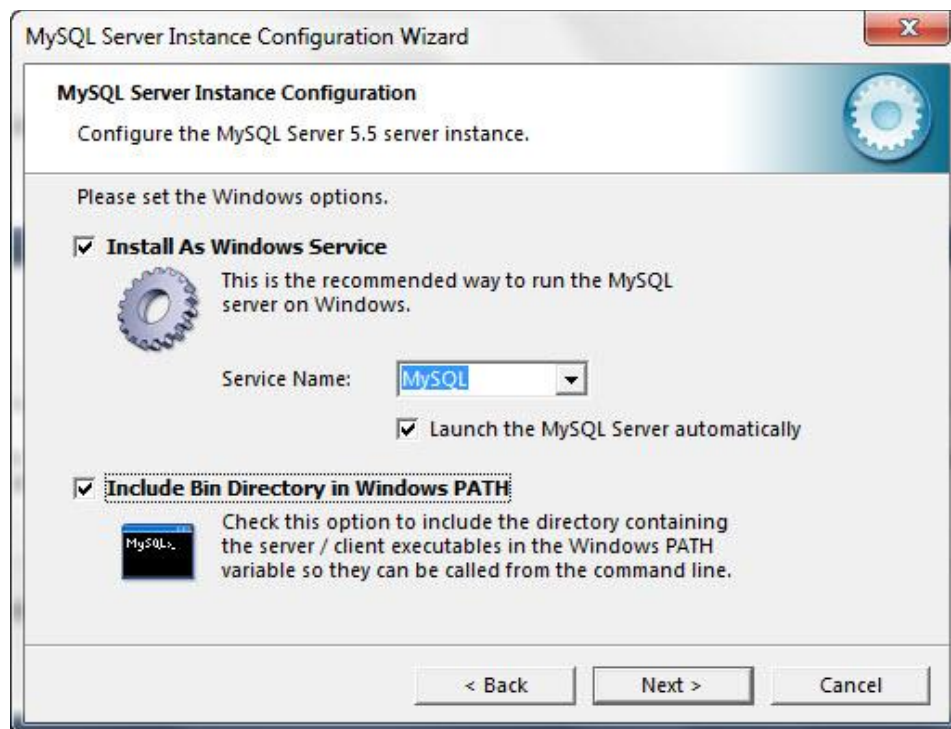 MySQL Server Instance Configuration Wizard
MySQL Server Instance Configuration
Configure the MySQL Server 5.5 server instance.
Please set the Windows options.
Install As Windows Service
This is the recommended way to run the MySQL
server on Windows.
Service Name: MySQL
Launch the MySQL Server automatically
Include Bin Directory in Windows PATH
MySQL>_
Check this option to include the directory containing
the server / client executables in the Windows PATH
variable so they can be called from the command line.
< Back Next > Cancel